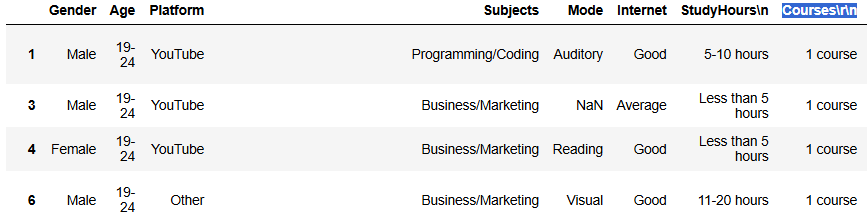 Gender Age Platform Subjects Mode Internet StudyHours\n Courses\r\n
1 Male 19-24 YouTube Programming/Coding Auditory Good 5-10 hours 1 course
3 Male 19-24 YouTube Business/Marketing NaN Average Less than 5 hours 1 course
4 Female 19-24 YouTube Business/Marketing Reading Good Less than 5 hours 1 course
6 Male 19-24 Other Business/Marketing Visual Good 11-20 hours 1 course